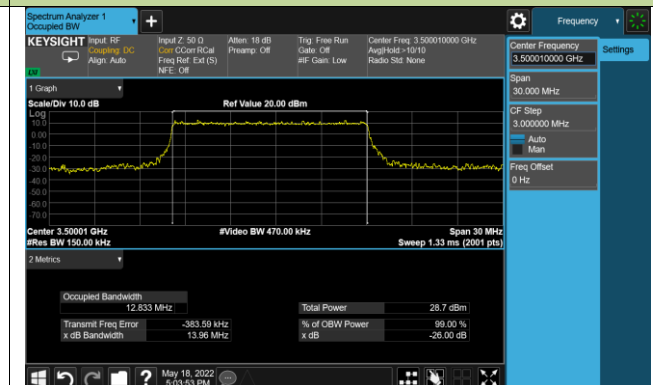 Spectrum Analyzer 1
Occupied BW
+
Frequency
KEYSIGHT
Input: RF
Coupling: DC
Align: Auto
Input Z: 50 Ω
Corr CCorr RCal
Freq Ref: Ext (S)
NFE: Off
Atten: 18 dB
Preamp: Off
Trig: Free Run
Gate: Off
#IF Gain: Low
Center Freq: 3.500010000 GHz
Avg|Hold:>10/10
Radio Std: None
Center Frequency
3.500010000 GHz
Settings
Span
30.000 MHz
CF Step
3.000000 MHz
Auto
Man
Freq Offset
0 Hz
1 Graph
Scale/Div 10.0 dB
Ref Value 20.00 dBm
Log
10.0
0.00
-10.0
-20.0
-30.0
-40.0
-50.0
-60.0
-70.0
Center 3.50001 GHz
#Video BW 470.00 kHz
Span 30 MHz
#Res BW 150.00 kHz
Sweep 1.33 ms (2001 pts)
2 Metrics
Occupied Bandwidth
12.833 MHz
Total Power 28.7 dBm
Transmit Freq Error -383.59 kHz
% of OBW Power 99.00 %
x dB Bandwidth 13.96 MHz
x dB -26.00 dB
?
May 18, 2022
5:03:53 PM